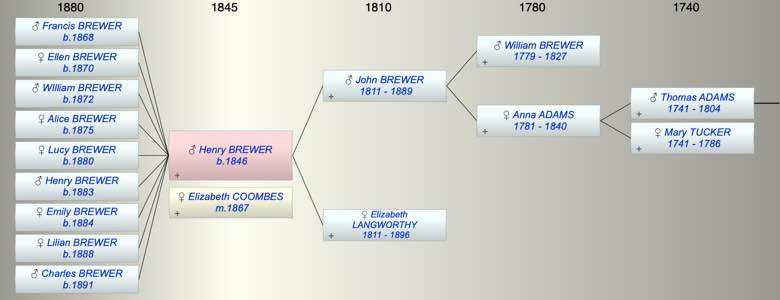 1880 1845 1810 1780 1740
♂ Francis BREWER
b.1868
♀ Ellen BREWER
b.1870
♂ William BREWER
b.1872
♀ Alice BREWER
b.1875
♀ Lucy BREWER
b.1880
♂ Henry BREWER
b.1883
♀ Emily BREWER
b.1884
♀ Lilian BREWER
b.1888
♂ Charles BREWER
b.1891
♂ Henry BREWER
b.1846
+
♀ Elizabeth COOMBES
m.1867
+
♂ John BREWER
1811 - 1889
+
♀ Elizabeth
LANGWORTHY
1811 - 1896
+
♂ William BREWER
1779 - 1827
+
♀ Anna ADAMS
1781 - 1840
+
♂ Thomas ADAMS
1741 - 1804
+
♀ Mary TUCKER
1741 - 1786
+